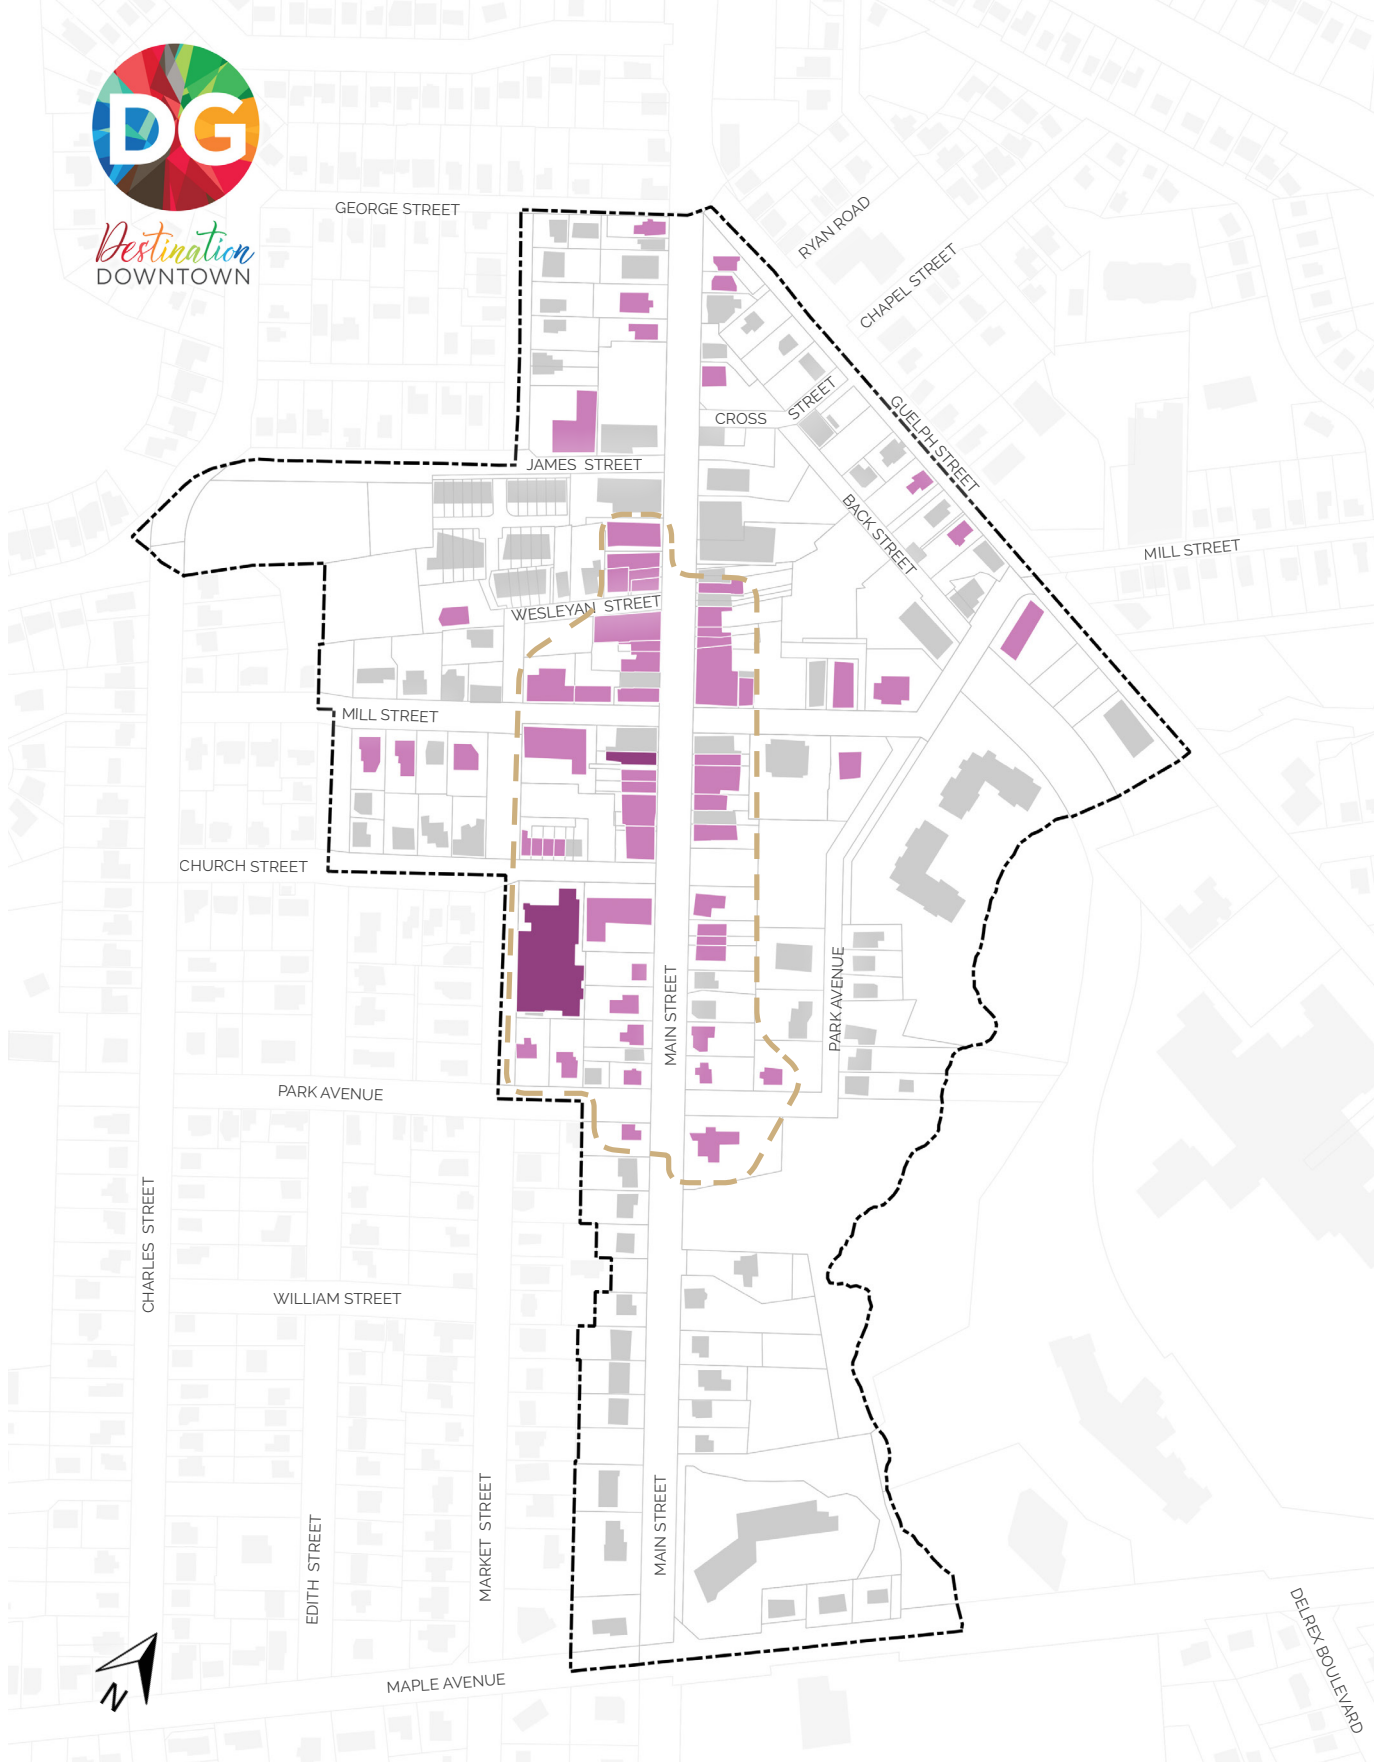 DG
Destination
DOWNTOWN
GEORGE STREET
RYAN ROAD
CHAPEL STREET
GUELPH STREET
CROSS STREET
JAMES STREET
BACK STREET
MILL STREET
WESLEYAN STREET
MILL STREET
CHURCH STREET
MAIN STREET
PARK AVENUE
PARK AVENUE
CHARLES STREET
WILLIAM STREET
EDITH STREET
MARKET STREET
MAIN STREET
MAPLE AVENUE
DELREX BOULEVARD
N